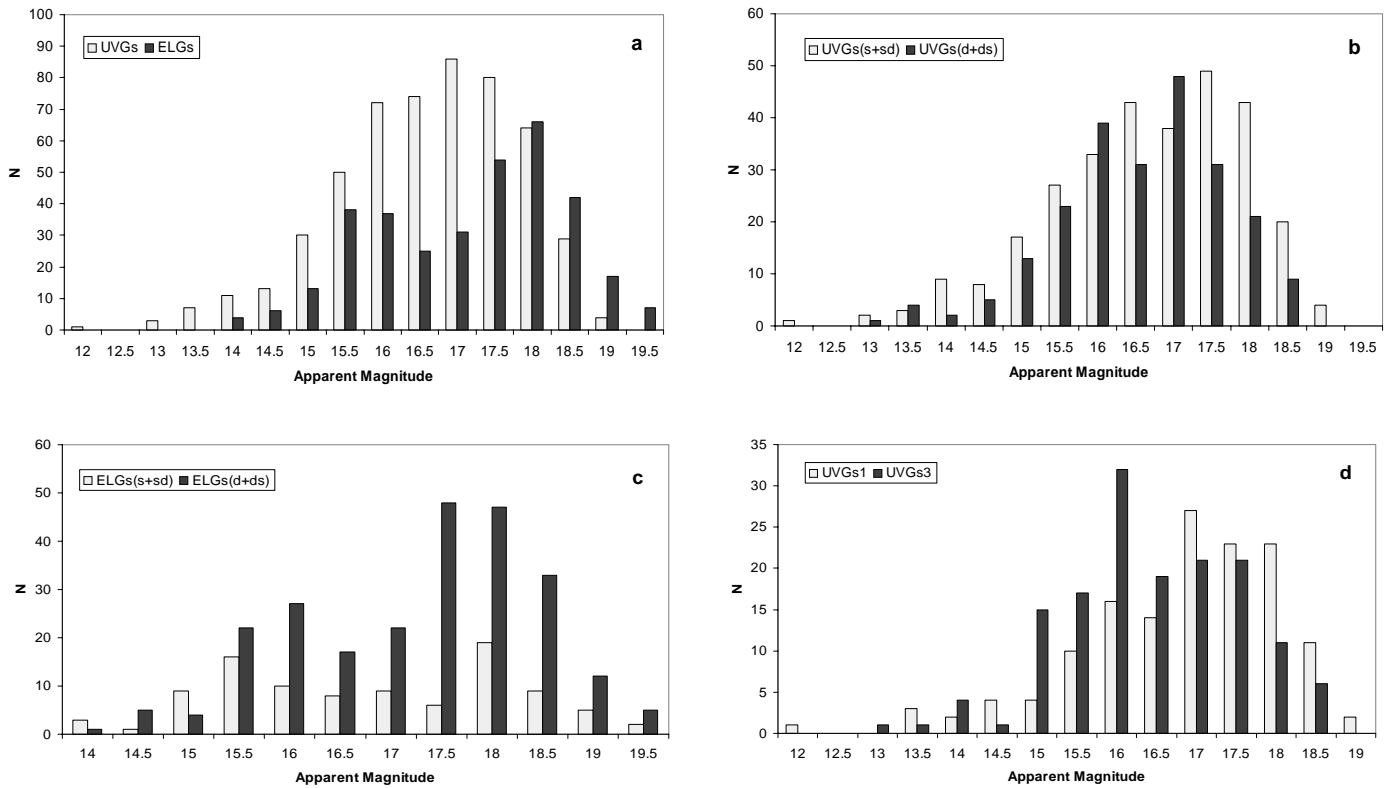 a
UVGs ELGs
100
90
80
70
60
50
40
30
20
10
0
N
12 12.5 13 13.5 14 14.5 15 15.5 16 16.5 17 17.5 18 18.5 19 19.5
Apparent Magnitude
b
UVGs(s+sd) UVGs(d+ds)
60
50
40
30
20
10
0
N
12 12.5 13 13.5 14 14.5 15 15.5 16 16.5 17 17.5 18 18.5 19 19.5
Apparent Magnitude
c
ELGs(s+sd) ELGs(d+ds)
60
50
40
30
20
10
0
N
14 14.5 15 15.5 16 16.5 17 17.5 18 18.5 19 19.5
Apparent Magnitude
d
UVGs1 UVGs3
35
30
25
20
15
10
5
0
N
12 12.5 13 13.5 14 14.5 15 15.5 16 16.5 17 17.5 18 18.5 19
Apparent Magnitude